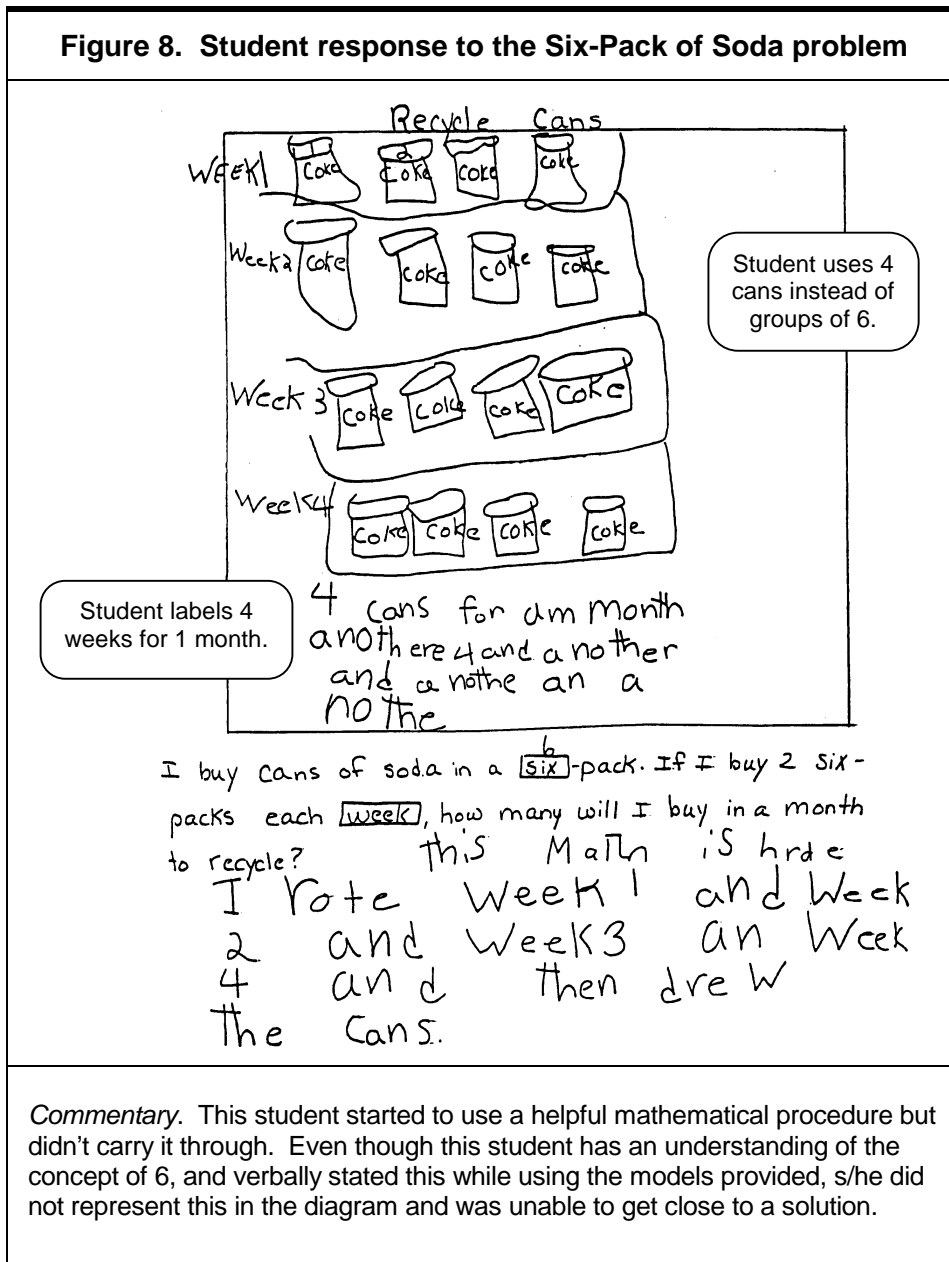 Figure 8. Student response to the Six-Pack of Soda problem
Recycle Cans
WEEK1 Coke 2 Coke Coke Coke
Week2 Coke Coke Coke Coke
Week 3 Coke Coke Coke Coke
Week4 Coke Coke Coke Coke
Student uses 4
cans instead of
groups of 6.
Student labels 4
weeks for 1 month.
4 cans for am month
anothere 4 and another
and a nothe an a
nothe
6
I buy cans of soda in a six-pack. If I buy 2 six-
packs each week, how many will I buy in a month
to recycle? this Math is hrde
I rote week 1 and Week
2 and Week3 an Week
4 and then drew
the cans.
Commentary. This student started to use a helpful mathematical procedure but
didn't carry it through. Even though this student has an understanding of the
concept of 6, and verbally stated this while using the models provided, s/he did
not represent this in the diagram and was unable to get close to a solution.